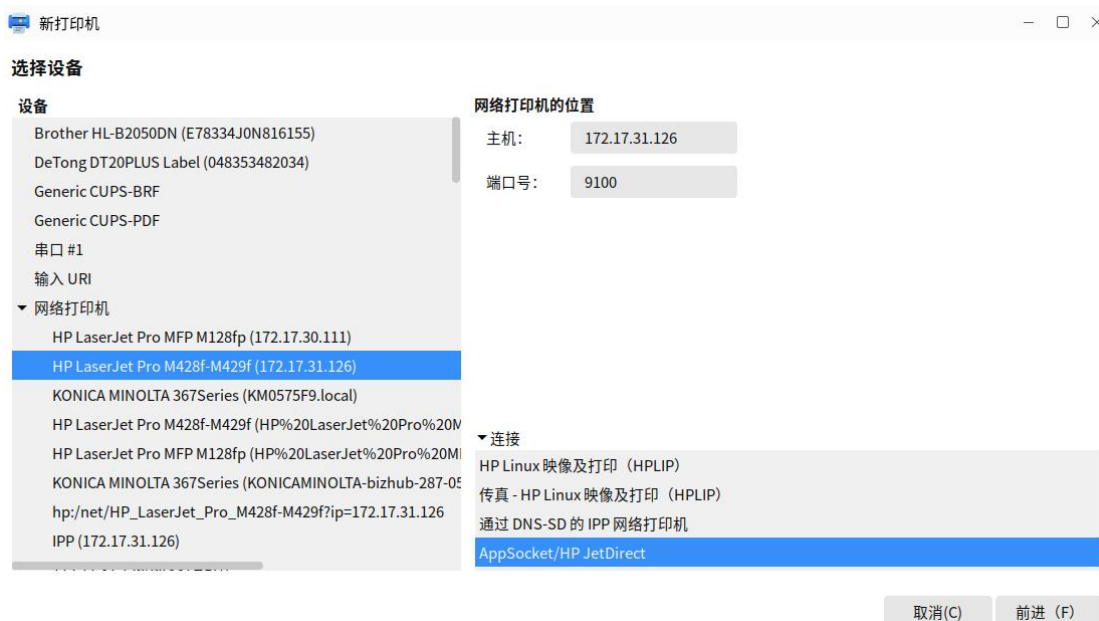 新打印机
选择设备
设备
Brother HL-B2050DN (E78334J0N816155)
DeTong DT20PLUS Label (048353482034)
Generic CUPS-BRF
Generic CUPS-PDF
串口 #1
输入 URI
网络打印机
HP LaserJet Pro MFP M128fp (172.17.30.111)
HP LaserJet Pro M428f-M429f (172.17.31.126)
KONICA MINOLTA 367Series (KM0575F9.local)
HP LaserJet Pro M428f-M429f (HP%20LaserJet%20Pro%20M
HP LaserJet Pro MFP M128fp (HP%20LaserJet%20Pro%20M
KONICA MINOLTA 367Series (KONICAMINOLTA-bizhub-287-05
hp:/net/HP_LaserJet_Pro_M428f-M429f?ip=172.17.31.126
IPP (172.17.31.126)
网络打印机的位置
主机： 172.17.31.126
端口号： 9100
连接
HP Linux 映像及打印（HPLIP）
传真 - HP Linux 映像及打印（HPLIP）
通过 DNS-SD 的 IPP 网络打印机
AppSocket/HP JetDirect
取消(C) 前进（F）